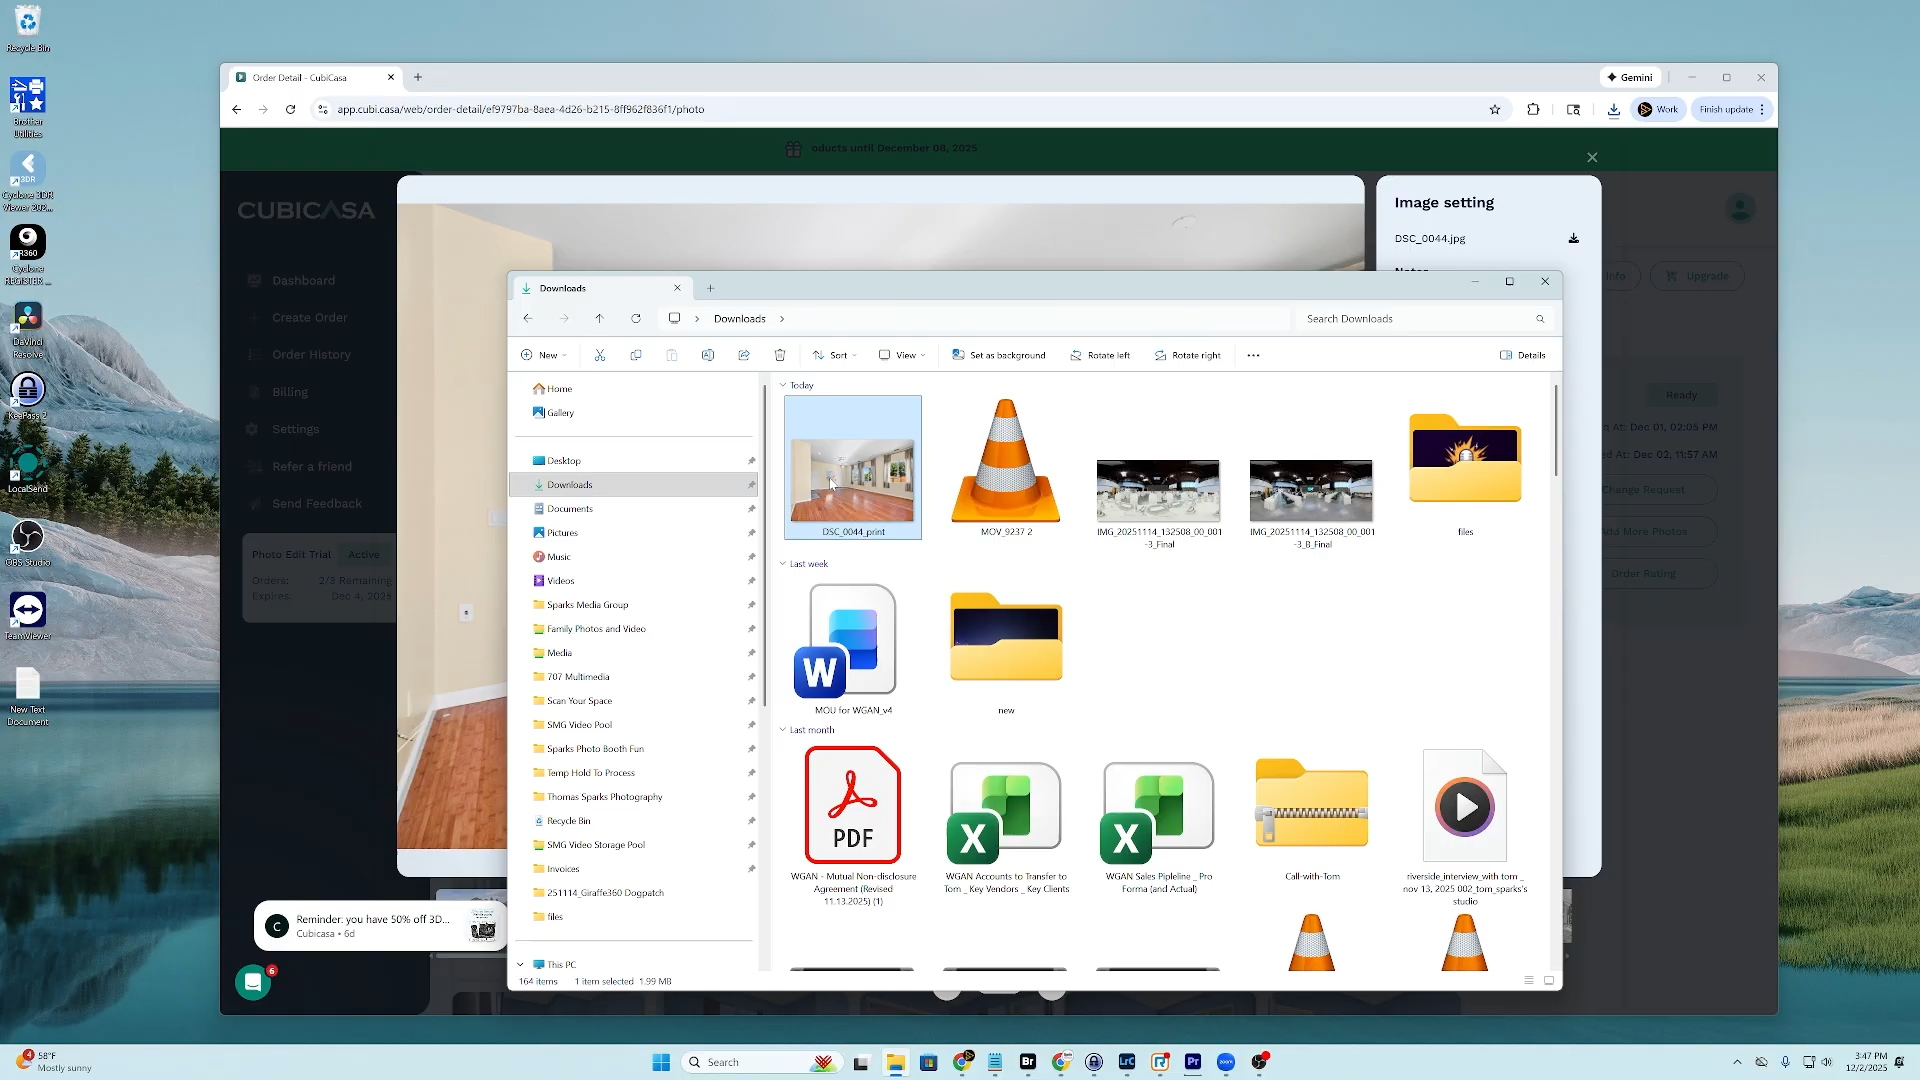 Recycle Bin
Brother
Utilities
Cyclone 3DR
Viewer 202...
Cyclone
REGISTER ...
DaVinci
Resolve
KeePass 2
LocalSend
OBS Studio
TeamViewer
New Text
Document
Order Detail - CubiCasa
Gemini
app.cubi.casa/web/order-detail/ef9797ba-8aea-4d26-b215-8ff962f836f1/photo
Work
Finish update
oducts until December 08, 2025
CUBICASA
Dashboard
Create Order
Order History
Billing
Settings
Refer a friend
Send Feedback
Photo Edit Trial Active
Orders: 2/3 Remaining
Expires: Dec 4, 2025
Image setting
DSC_0044.jpg
Notes
Info
Upgrade
Ready
At: Dec 01, 02:05 PM
ed At: Dec 02, 11:57 AM
Change Request
Add More Photos
Order Rating
Reminder: you have 50% off 3D...
Cubicasa • 6d
6
Downloads
Downloads
Search Downloads
New
Sort
View
Set as background
Rotate left
Rotate right
Details
Home
Gallery
Desktop
Downloads
Documents
Pictures
Music
Videos
Sparks Media Group
Family Photos and Video
Media
707 Multimedia
Scan Your Space
SMG Video Pool
Sparks Photo Booth Fun
Temp Hold To Process
Thomas Sparks Photography
Recycle Bin
SMG Video Storage Pool
Invoices
251114_Giraffe360 Dogpatch
files
This PC
Today
DSC_0044_print
MOV_9237 2
IMG_20251114_132508_00_001
-3_Final
IMG_20251114_132508_00_001
-3_B_Final
files
Last week
MOU for WGAN_v4
new
Last month
PDF
WGAN - Mutual Non-disclosure
Agreement (Revised
11.13.2025) (1)
WGAN Accounts to Transfer to
Tom _ Key Vendors _ Key Clients
WGAN Sales Pipleline _ Pro
Forma (and Actual)
Call-with-Tom
riverside_interview_with tom _
nov 13, 2025 002_tom_sparks's
studio
164 items 1 item selected 1.99 MB
4
58°F
Mostly sunny
Search
3:47 PM
12/2/2025